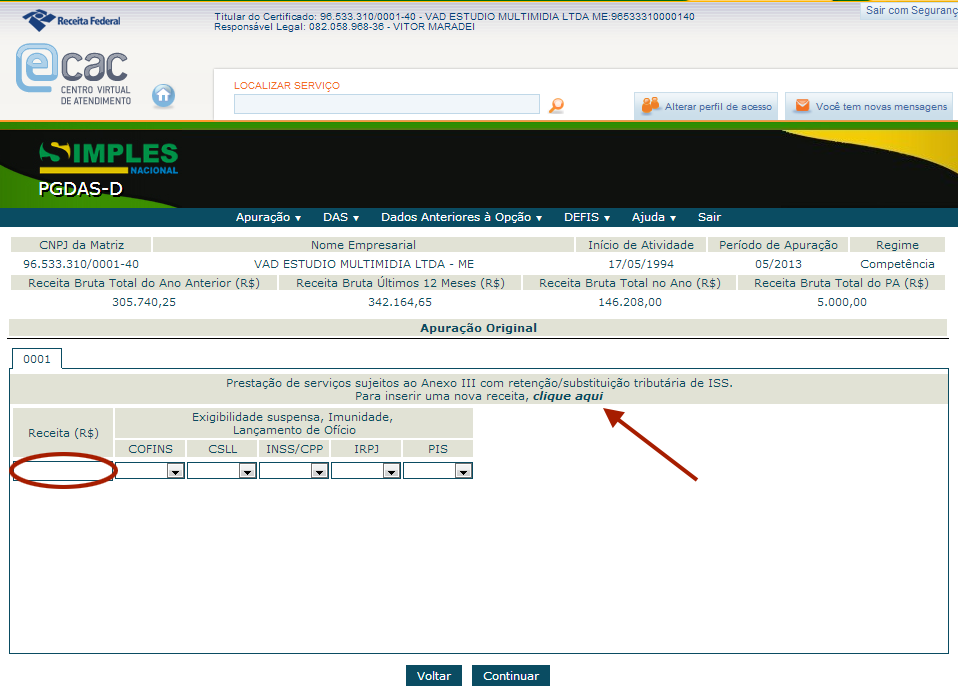 Receita Federal
Titular do Certificado: 96.533.310/0001-40 - VAD ESTUDIO MULTIMIDIA LTDA ME:96533310000140
Responsável Legal: 082.058.968-36 - VITOR MARADEI
Sair com Seguranç
ecac
CENTRO VIRTUAL
DE ATENDIMENTO
LOCALIZAR SERVIÇO
Alterar perfil de acesso
Você tem novas mensagens
SIMPLES
NACIONAL
PGDAS-D
Apuração DAS Dados Anteriores à Opção DEFIS Ajuda Sair
CNPJ da Matriz Nome Empresarial Início de Atividade Período de Apuração Regime
96.533.310/0001-40 VAD ESTUDIO MULTIMIDIA LTDA - ME 17/05/1994 05/2013 Competência
Receita Bruta Total do Ano Anterior (R$) Receita Bruta Últimos 12 Meses (R$) Receita Bruta Total no Ano (R$) Receita Bruta Total do PA (R$)
305.740,25 342.164,65 146.208,00 5.000,00
Apuração Original
0001
Prestação de serviços sujeitos ao Anexo III com retenção/substituição tributária de ISS.
Para inserir uma nova receita, clique aqui
Receita (R$)
Exigibilidade suspensa, Imunidade,
Lançamento de Ofício
COFINS CSLL INSS/CPP IRPJ PIS
Voltar Continuar